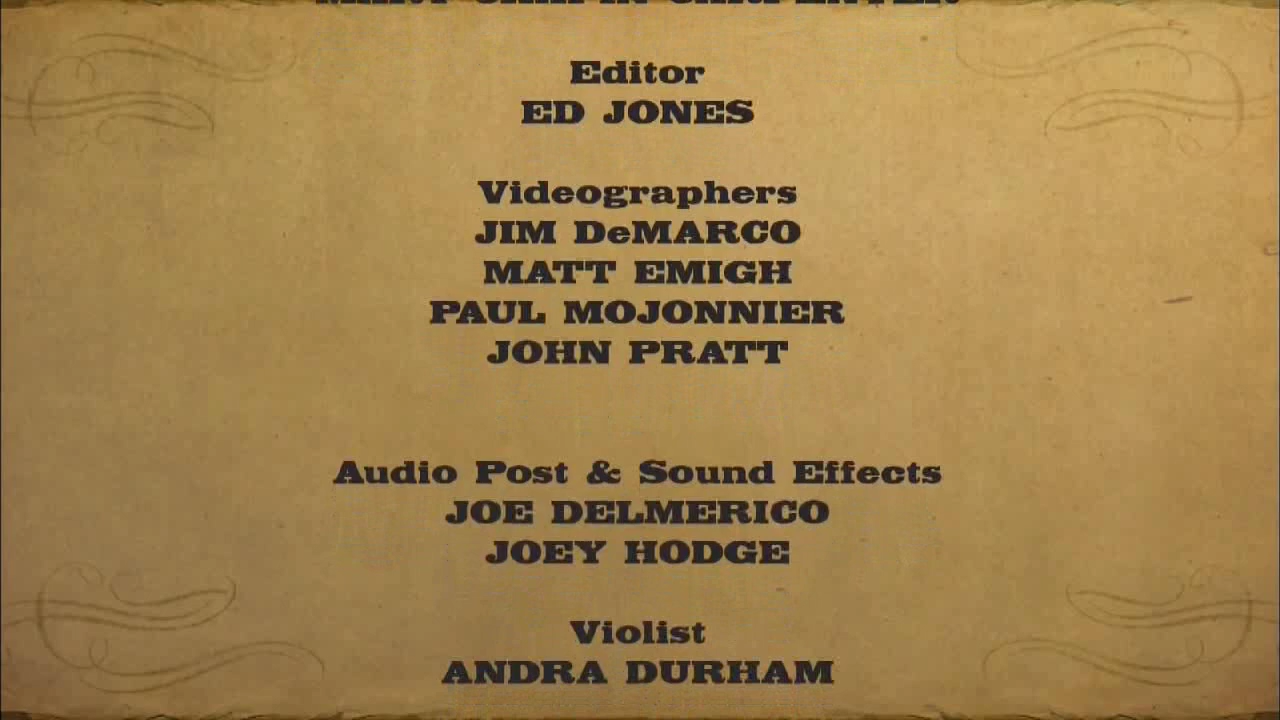 Editor
ED JONES
Videographers
JIM DeMARCO
MATT EMIGH
PAUL MOJONNIER
JOHN PRATT
Audio Post & Sound Effects
JOE DELMERICO
JOEY HODGE
Violist
ANDRA DURHAM